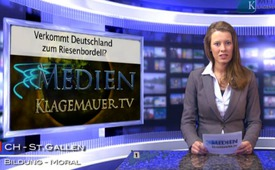 Verkommt Deutschland
zum Riesenbordell?
MEDIEN
KLAGEMAUER.TV
K
CH - ST.GALLEN
BILDUNG - MORAL